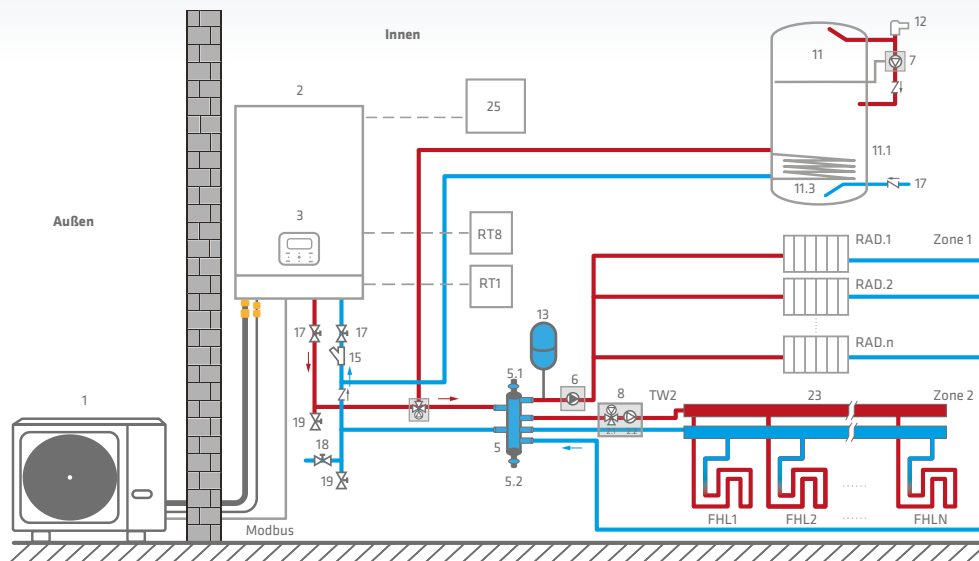 Innen
12
11
7
2
25
11.1
11.3
17
Außen
3
RT8
RAD.1
Zone 1
RT1
RAD.2
13
17
17
15
RAD.n
5.1
6
8
TW2
23
Zone 2
1
19
18
5
19
5.2
FHL1
FHL2
......
FHLN
Modbus